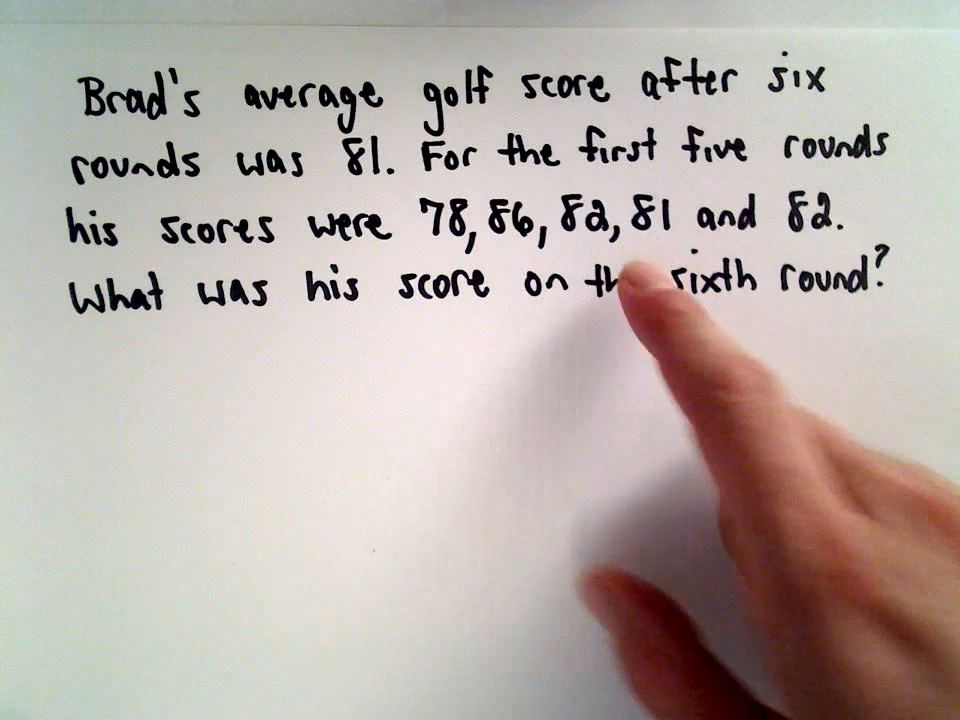 Brad's average golf score after six
rounds was 81. For the first five rounds
his scores were 78, 86, 82, 81 and 82.
What was his score on th sixth round?